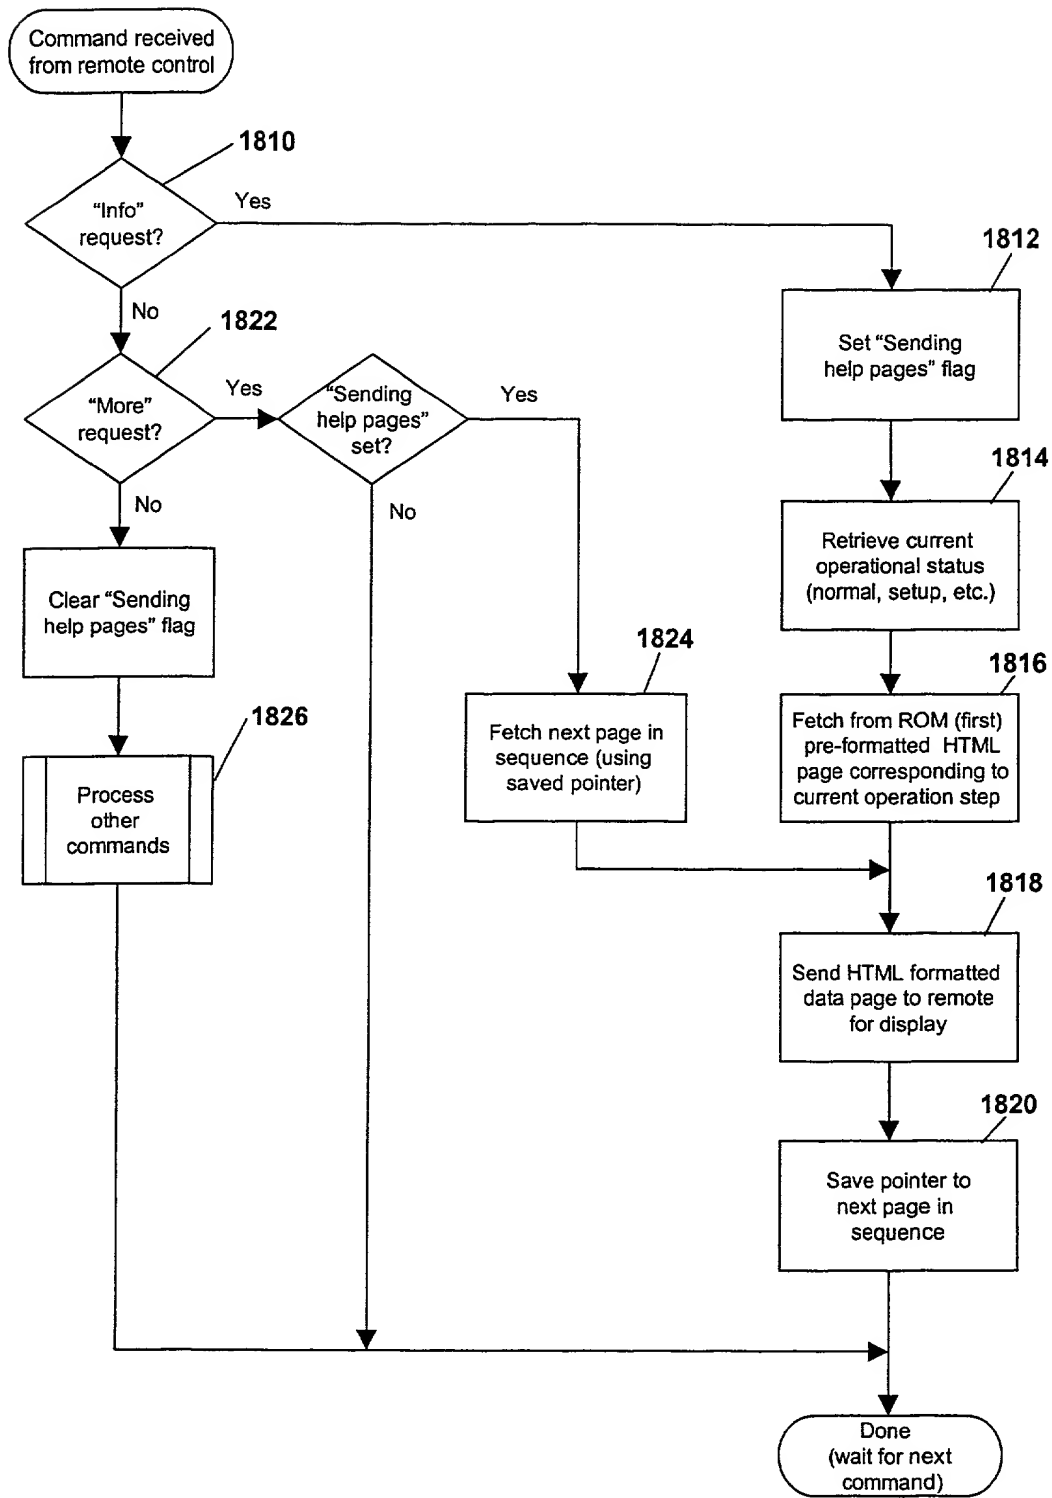 Command received
from remote control
1810
"Info"
request?
Yes
No
1812
Set "Sending
help pages" flag
1822
"More"
request?
Yes
No
"Sending
help pages"
set?
Yes
No
1814
Retrieve current
operational status
(normal, setup, etc.)
Clear "Sending
help pages" flag
1824
Fetch next page in
sequence (using
saved pointer)
1816
Fetch from ROM (first)
pre-formatted HTML
page corresponding to
current operation step
1826
Process
other
commands
1818
Send HTML formatted
data page to remote
for display
1820
Save pointer to
next page in
sequence
Done
(wait for next
command)